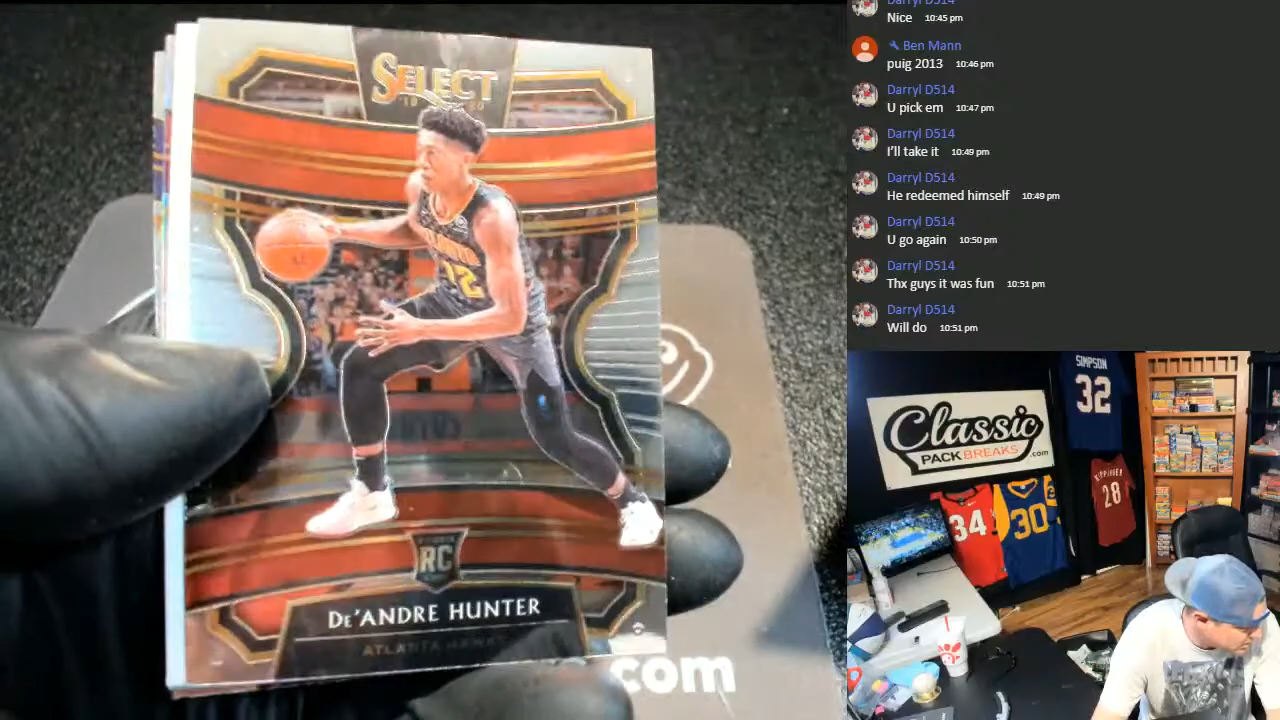 SELECT
12
RC
DE'ANDRE HUNTER
ATLANTA HAWKS
.com
Darryl D514
Nice 10:45 pm
Ben Mann
puig 2013 10:46 pm
Darryl D514
U pick em 10:47 pm
Darryl D514
I'll take it 10:49 pm
Darryl D514
He redeemed himself 10:49 pm
Darryl D514
U go again 10:50 pm
Darryl D514
Thx guys it was fun 10:51 pm
Darryl D514
Will do 10:51 pm
SIMPSON
32
Classic
PACK BREAKS .com
34
30
28